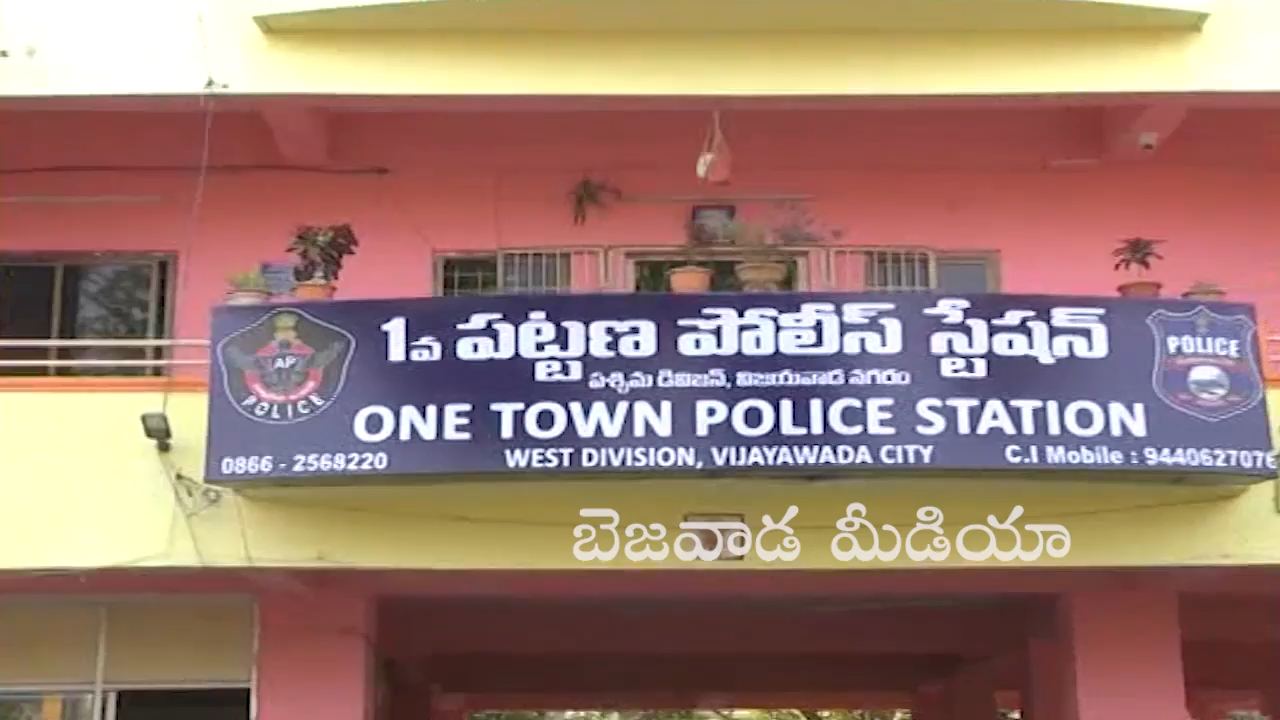 1వ పట్టణ పోలీస్ స్టేషన్
పశ్చిమ డివిజన్, విజయవాడ నగరం
ONE TOWN POLICE STATION
WEST DIVISION, VIJAYAWADA CITY
0866 - 2568220
C.I Mobile : 9440627076
AP
POLICE
POLICE
బెజవాడ మీడియా